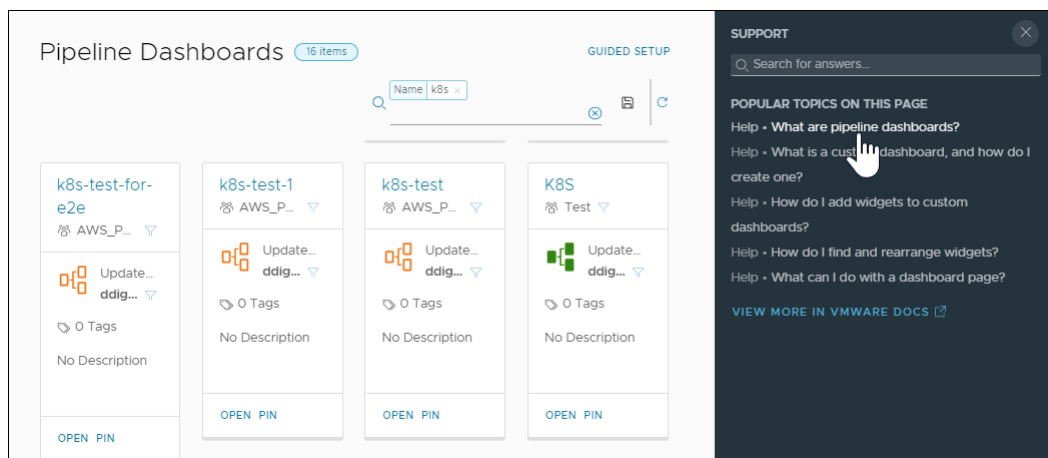 Pipeline Dashboards 16 items
GUIDED SETUP
Name k8s ×
k8s-test-for-
e2e
AWS_P...
Update...
ddig...
0 Tags
No Description
OPEN PIN
k8s-test-1
AWS_P...
Update...
ddig...
0 Tags
No Description
OPEN PIN
k8s-test
AWS_P...
Update...
ddig...
0 Tags
No Description
OPEN PIN
K8S
Test
Update...
ddig...
0 Tags
No Description
OPEN PIN
SUPPORT
Search for answers...
POPULAR TOPICS ON THIS PAGE
Help • What are pipeline dashboards?
Help • What is a dashboard, and how do I
create one?
Help • How do I add widgets to custom
dashboards?
Help • How do I find and rearrange widgets?
Help • What can I do with a dashboard page?
VIEW MORE IN VMWARE DOCS